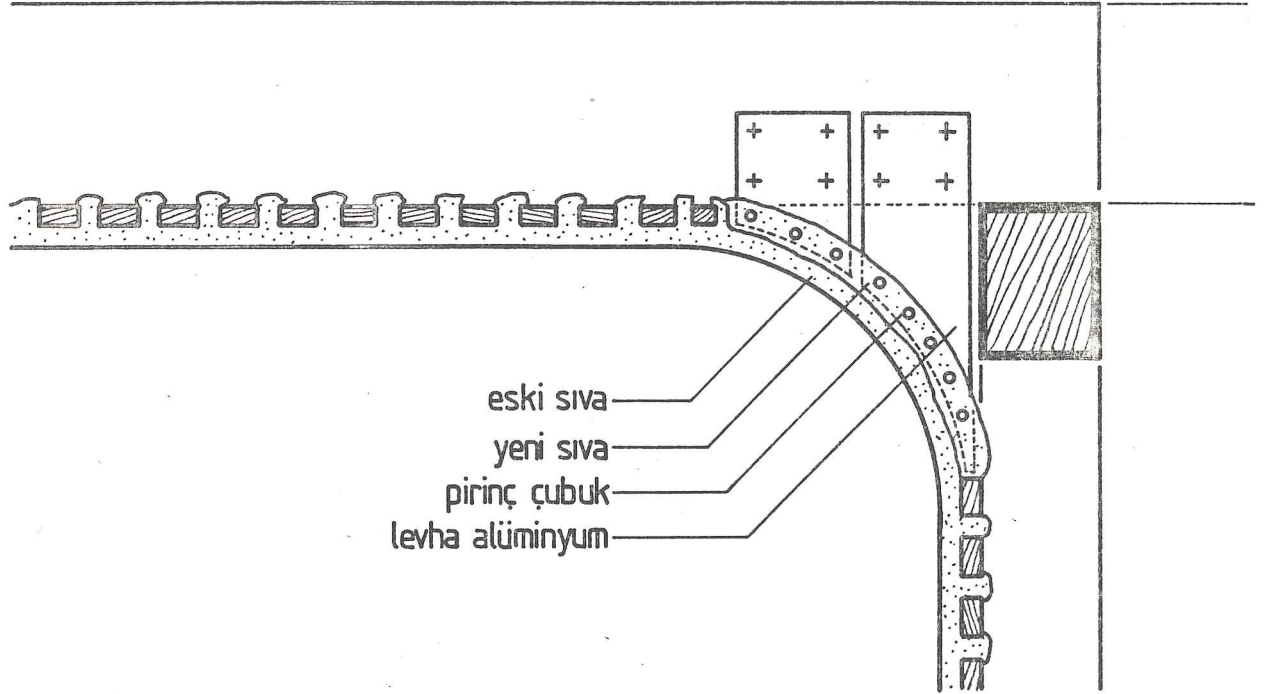 eski sıva
yeni sıva
pirinç çubuk
levha alüminyum